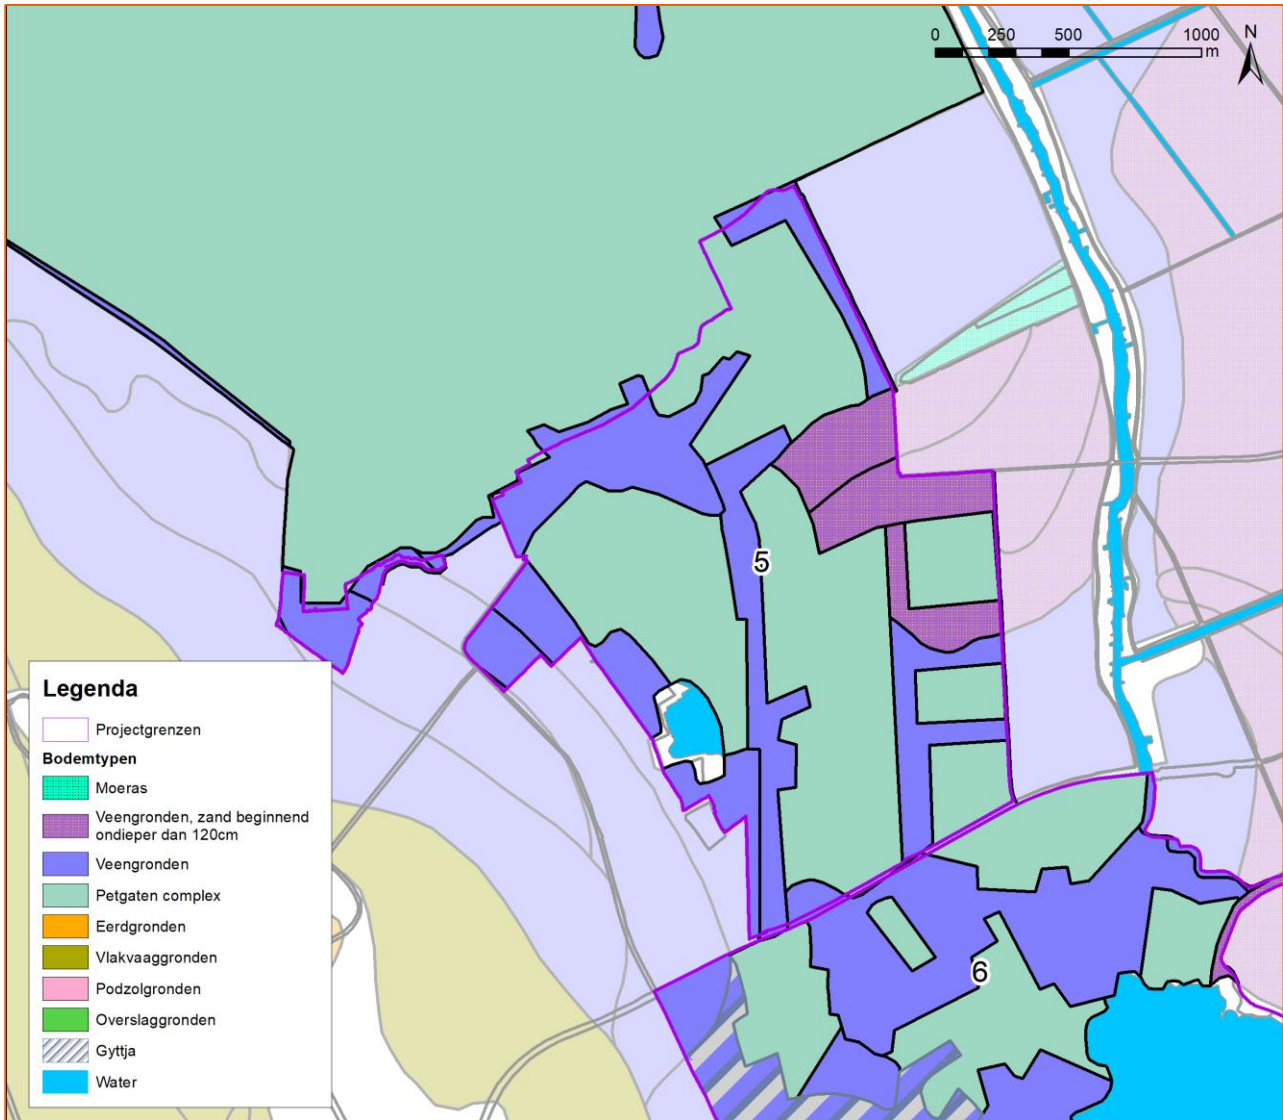 0 250 500 1000
m
N
5
6
Legenda
Projectgrenzen
Bodemtypen
Moeras
Veengronden, zand beginnend
ondieper dan 120cm
Veengronden
Petgaten complex
Eerdgronden
Vlakvaaggronden
Podzolgronden
Overslaggronden
Gyttja
Water